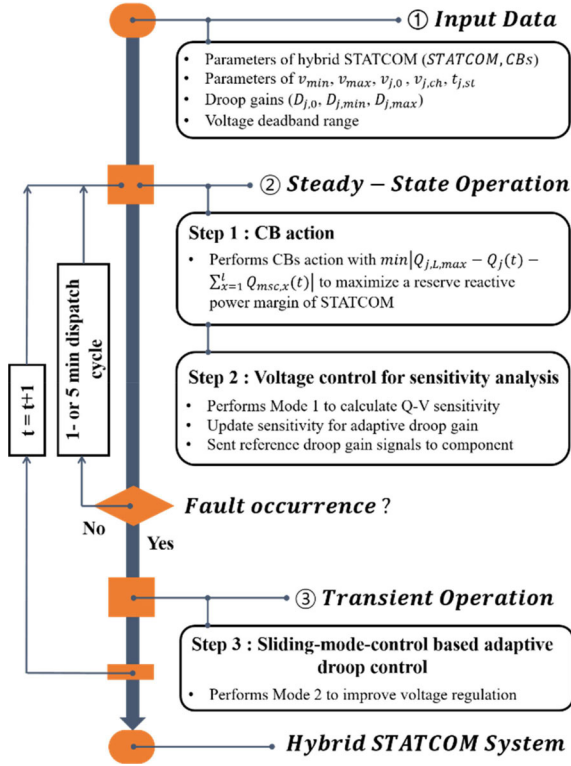 ① Input Data
• Parameters of hybrid STATCOM (STATCOM, CBs)
• Parameters of v_min, v_max, v_j,0 , v_j,ch, t_j,st
• Droop gains (D_j,0, D_j,min, D_j,max)
• Voltage deadband range
② Steady − State Operation
Step 1 : CB action
• Performs CBs action with min|Q_j,L,max − Q_j(t) −
∑_{x=1}^{i} Q_msc,x(t)| to maximize a reserve reactive
power margin of STATCOM
Step 2 : Voltage control for sensitivity analysis
• Performs Mode 1 to calculate Q-V sensitivity
• Update sensitivity for adaptive droop gain
• Sent reference droop gain signals to component
t = t+1
1- or 5 min dispatch
cycle
Fault occurrence ?
No
Yes
③ Transient Operation
Step 3 : Sliding-mode-control based adaptive
droop control
• Performs Mode 2 to improve voltage regulation
Hybrid STATCOM System